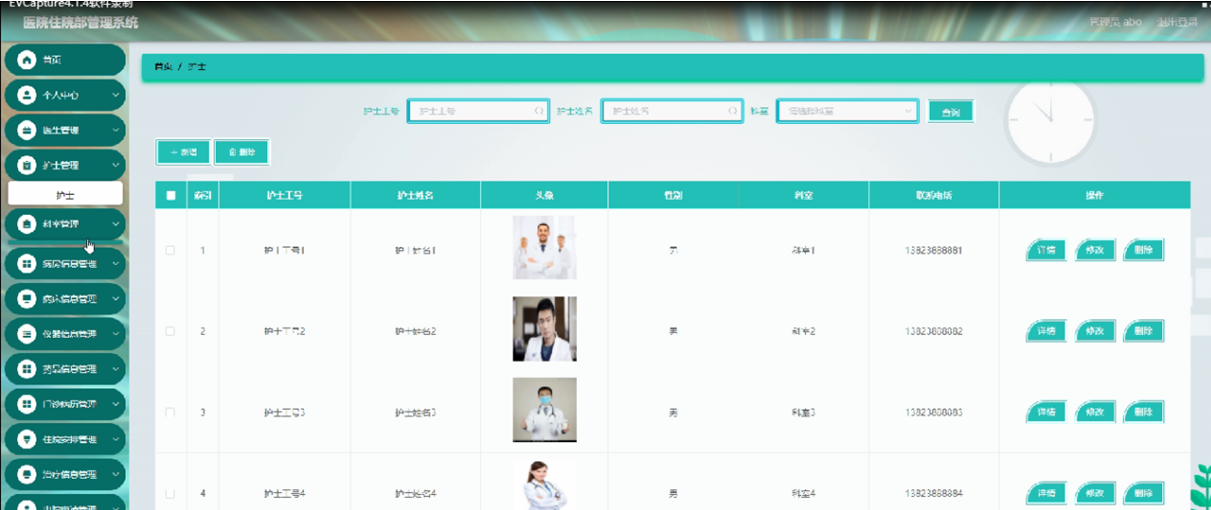 EVCapture4.1.4软件录制
医院住院部管理系统
管理员 abo 退出登录
首页
个人中心
医生管理
护士管理
护士
科室管理
病房信息管理
病床信息管理
仪器信息管理
药品信息管理
门诊病历管理
住院安排管理
治疗信息管理
首页 / 护士
护士工号 护士工号 护士姓名 护士姓名 科室 请选择科室 查询
+ 新增 删除
索引 护士工号 护士姓名 头像 性别 科室 联系电话 操作
1 护士工号1 护士姓名1 男 科室1 13823888881 详情 修改 删除
2 护士工号2 护士姓名2 男 科室2 13823888882 详情 修改 删除
3 护士工号3 护士姓名3 男 科室3 13823888883 详情 修改 删除
4 护士工号4 护士姓名4 男 科室4 13823888884 详情 修改 删除